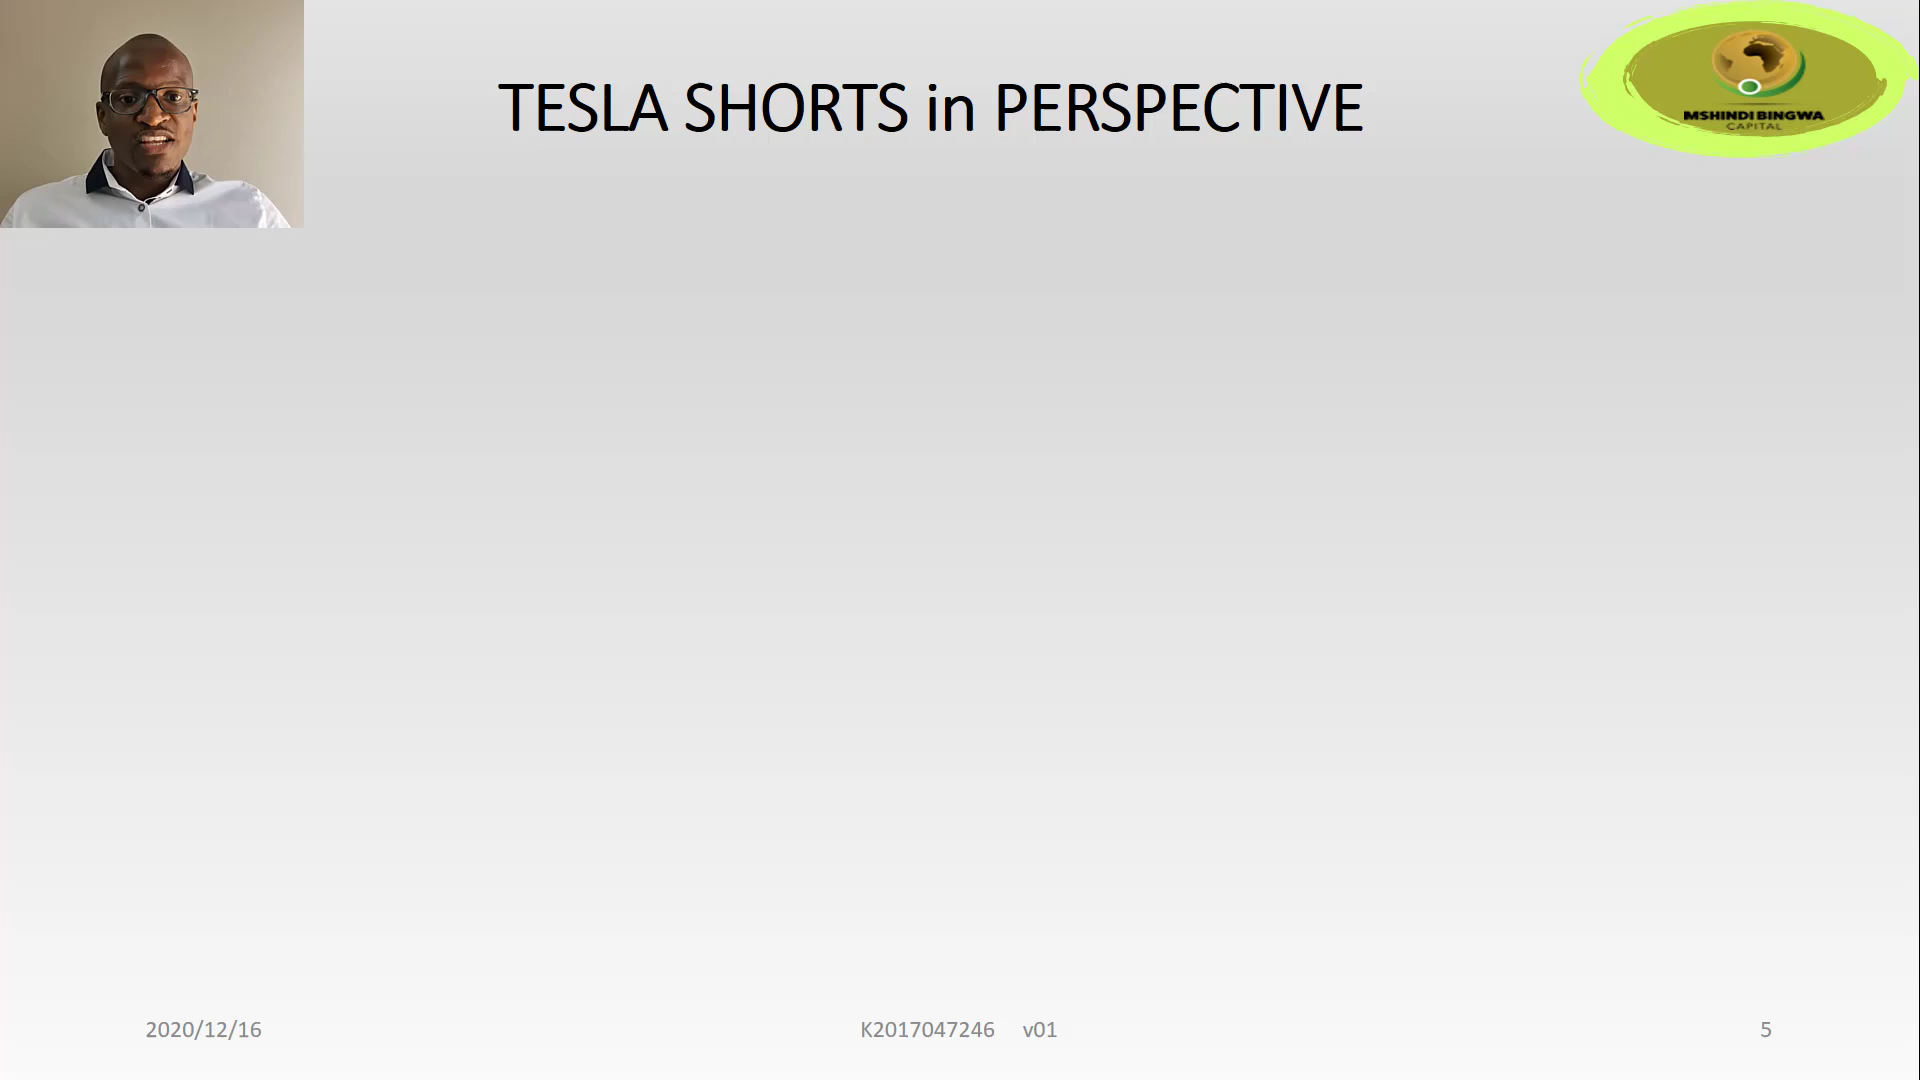 TESLA SHORTS in PERSPECTIVE
MSHINDI BINGWA
CAPITAL
2020/12/16
K2017047246 v01
5